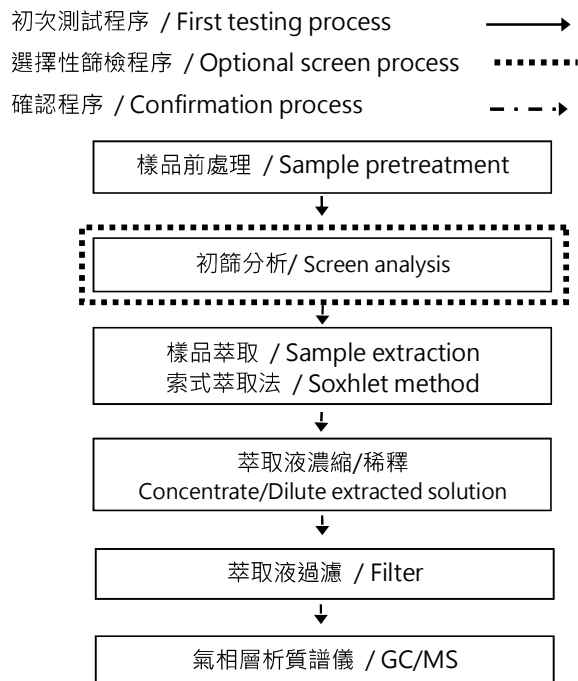 初次測試程序 / First testing process
選擇性篩檢程序 / Optional screen process
確認程序 / Confirmation process
樣品前處理 / Sample pretreatment
初篩分析/ Screen analysis
樣品萃取 / Sample extraction
索式萃取法 / Soxhlet method
萃取液濃縮/稀釋
Concentrate/Dilute extracted solution
萃取液過濾 / Filter
氣相層析質譜儀 / GC/MS